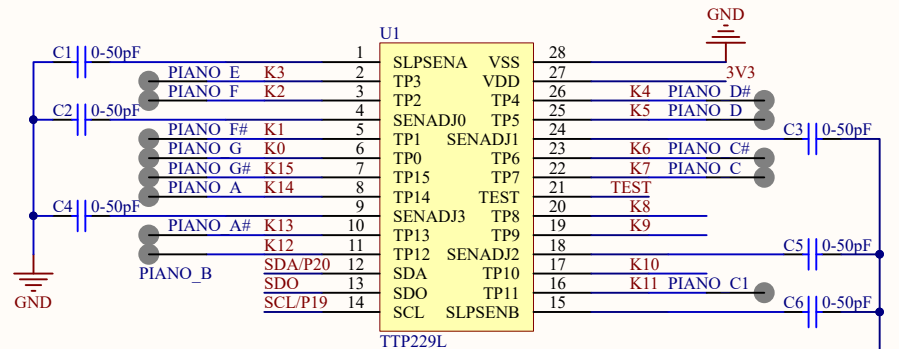 GND
U1
C1 0-50pF 1 SLPSENA VSS 28
PIANO_E K3 2 TP3 VDD 27 3V3
PIANO_F K2 3 TP2 TP4 26 K4 PIANO_D#
C2 0-50pF 4 SENADJ0 TP5 25 K5 PIANO_D
PIANO_F# K1 5 TP1 SENADJ1 24 C3 0-50pF
PIANO_G K0 6 TP0 TP6 23 K6 PIANO_C#
PIANO_G# K15 7 TP15 TP7 22 K7 PIANO_C
PIANO_A K14 8 TP14 TEST 21 TEST
C4 0-50pF 9 SENADJ3 TP8 20 K8
PIANO_A# K13 10 TP13 TP9 19 K9
K12 11 TP12 SENADJ2 18 C5 0-50pF
PIANO_B SDA/P20 12 SDA TP10 17 K10
SDO 13 SDO TP11 16 K11 PIANO_C1
GND SCL/P19 14 SCL SLPSENB 15 C6 0-50pF
TTP229L